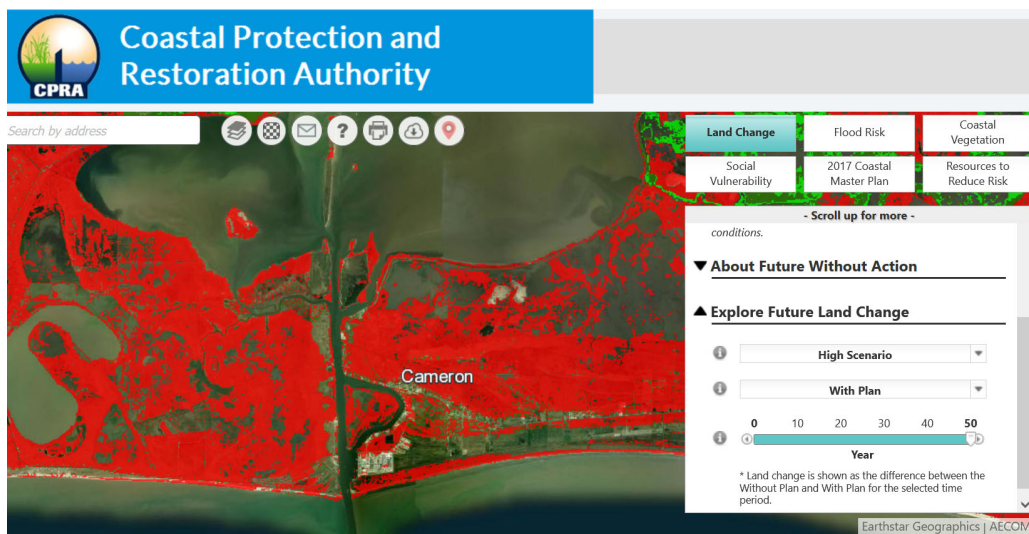 CPRA
Coastal Protection and
Restoration Authority
Search by address
?
Land Change
Flood Risk
Coastal
Vegetation
Social
Vulnerability
2017 Coastal
Master Plan
Resources to
Reduce Risk
- Scroll up for more -
conditions.
About Future Without Action
Explore Future Land Change
High Scenario
With Plan
0 10 20 30 40 50
Year
* Land change is shown as the difference between the
Without Plan and With Plan for the selected time
period.
Cameron
Earthstar Geographics | AECOM